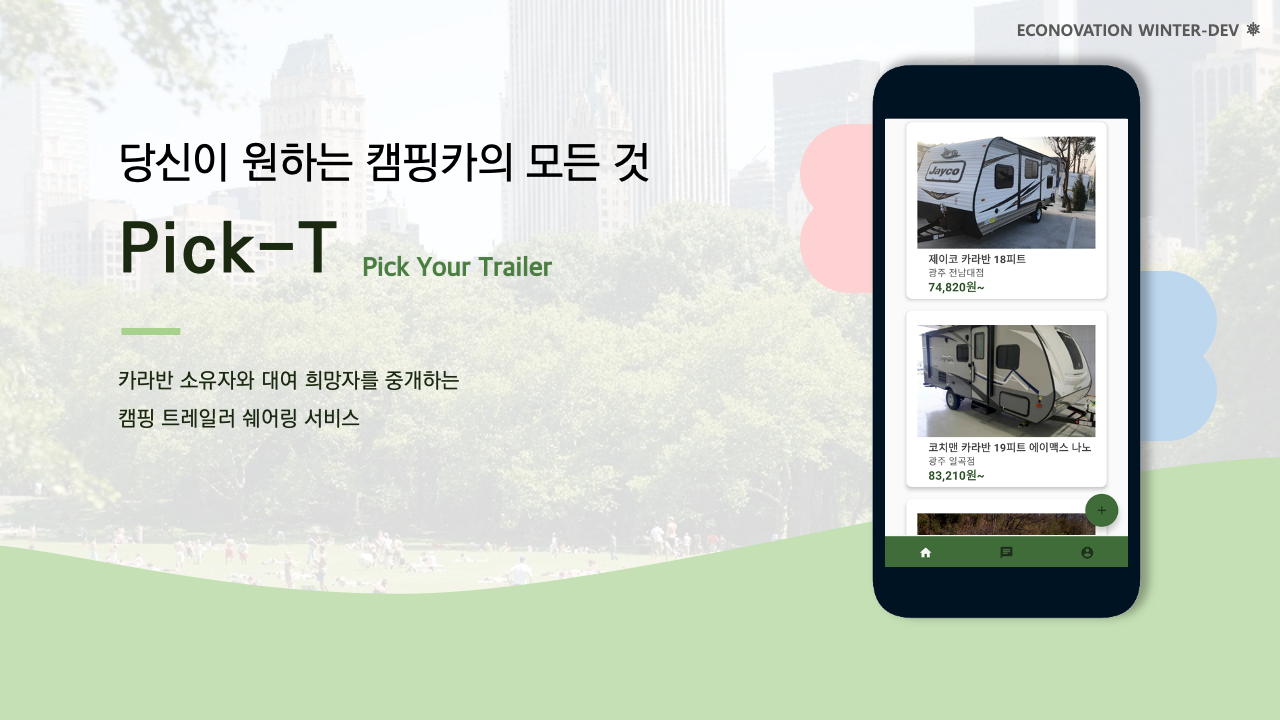 ECONOVATION WINTER-DEV
당신이 원하는 캠핑카의 모든 것
Pick-T
Pick Your Trailer
카라반 소유자와 대여 희망자를 중개하는
캠핑 트레일러 쉐어링 서비스
Jayco
제이코 카라반 18피트
광주 전남대점
74,820원~
코치맨 카라반 19피트 에이맥스 나노
광주 일곡점
83,210원~